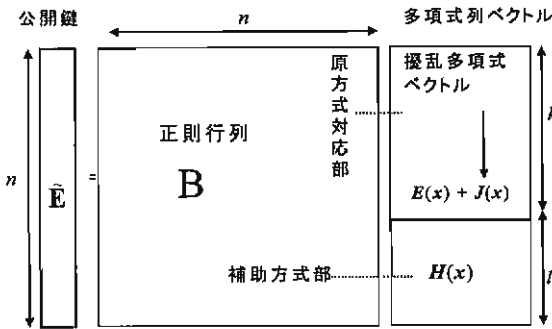 公開鍵
n
多項式列ベクトル
n
Ẽ
=
正則行列
B
原方式対応部
擾乱多項式
ベクトル
E(x) + J(x)
補助方式部
H(x)
l